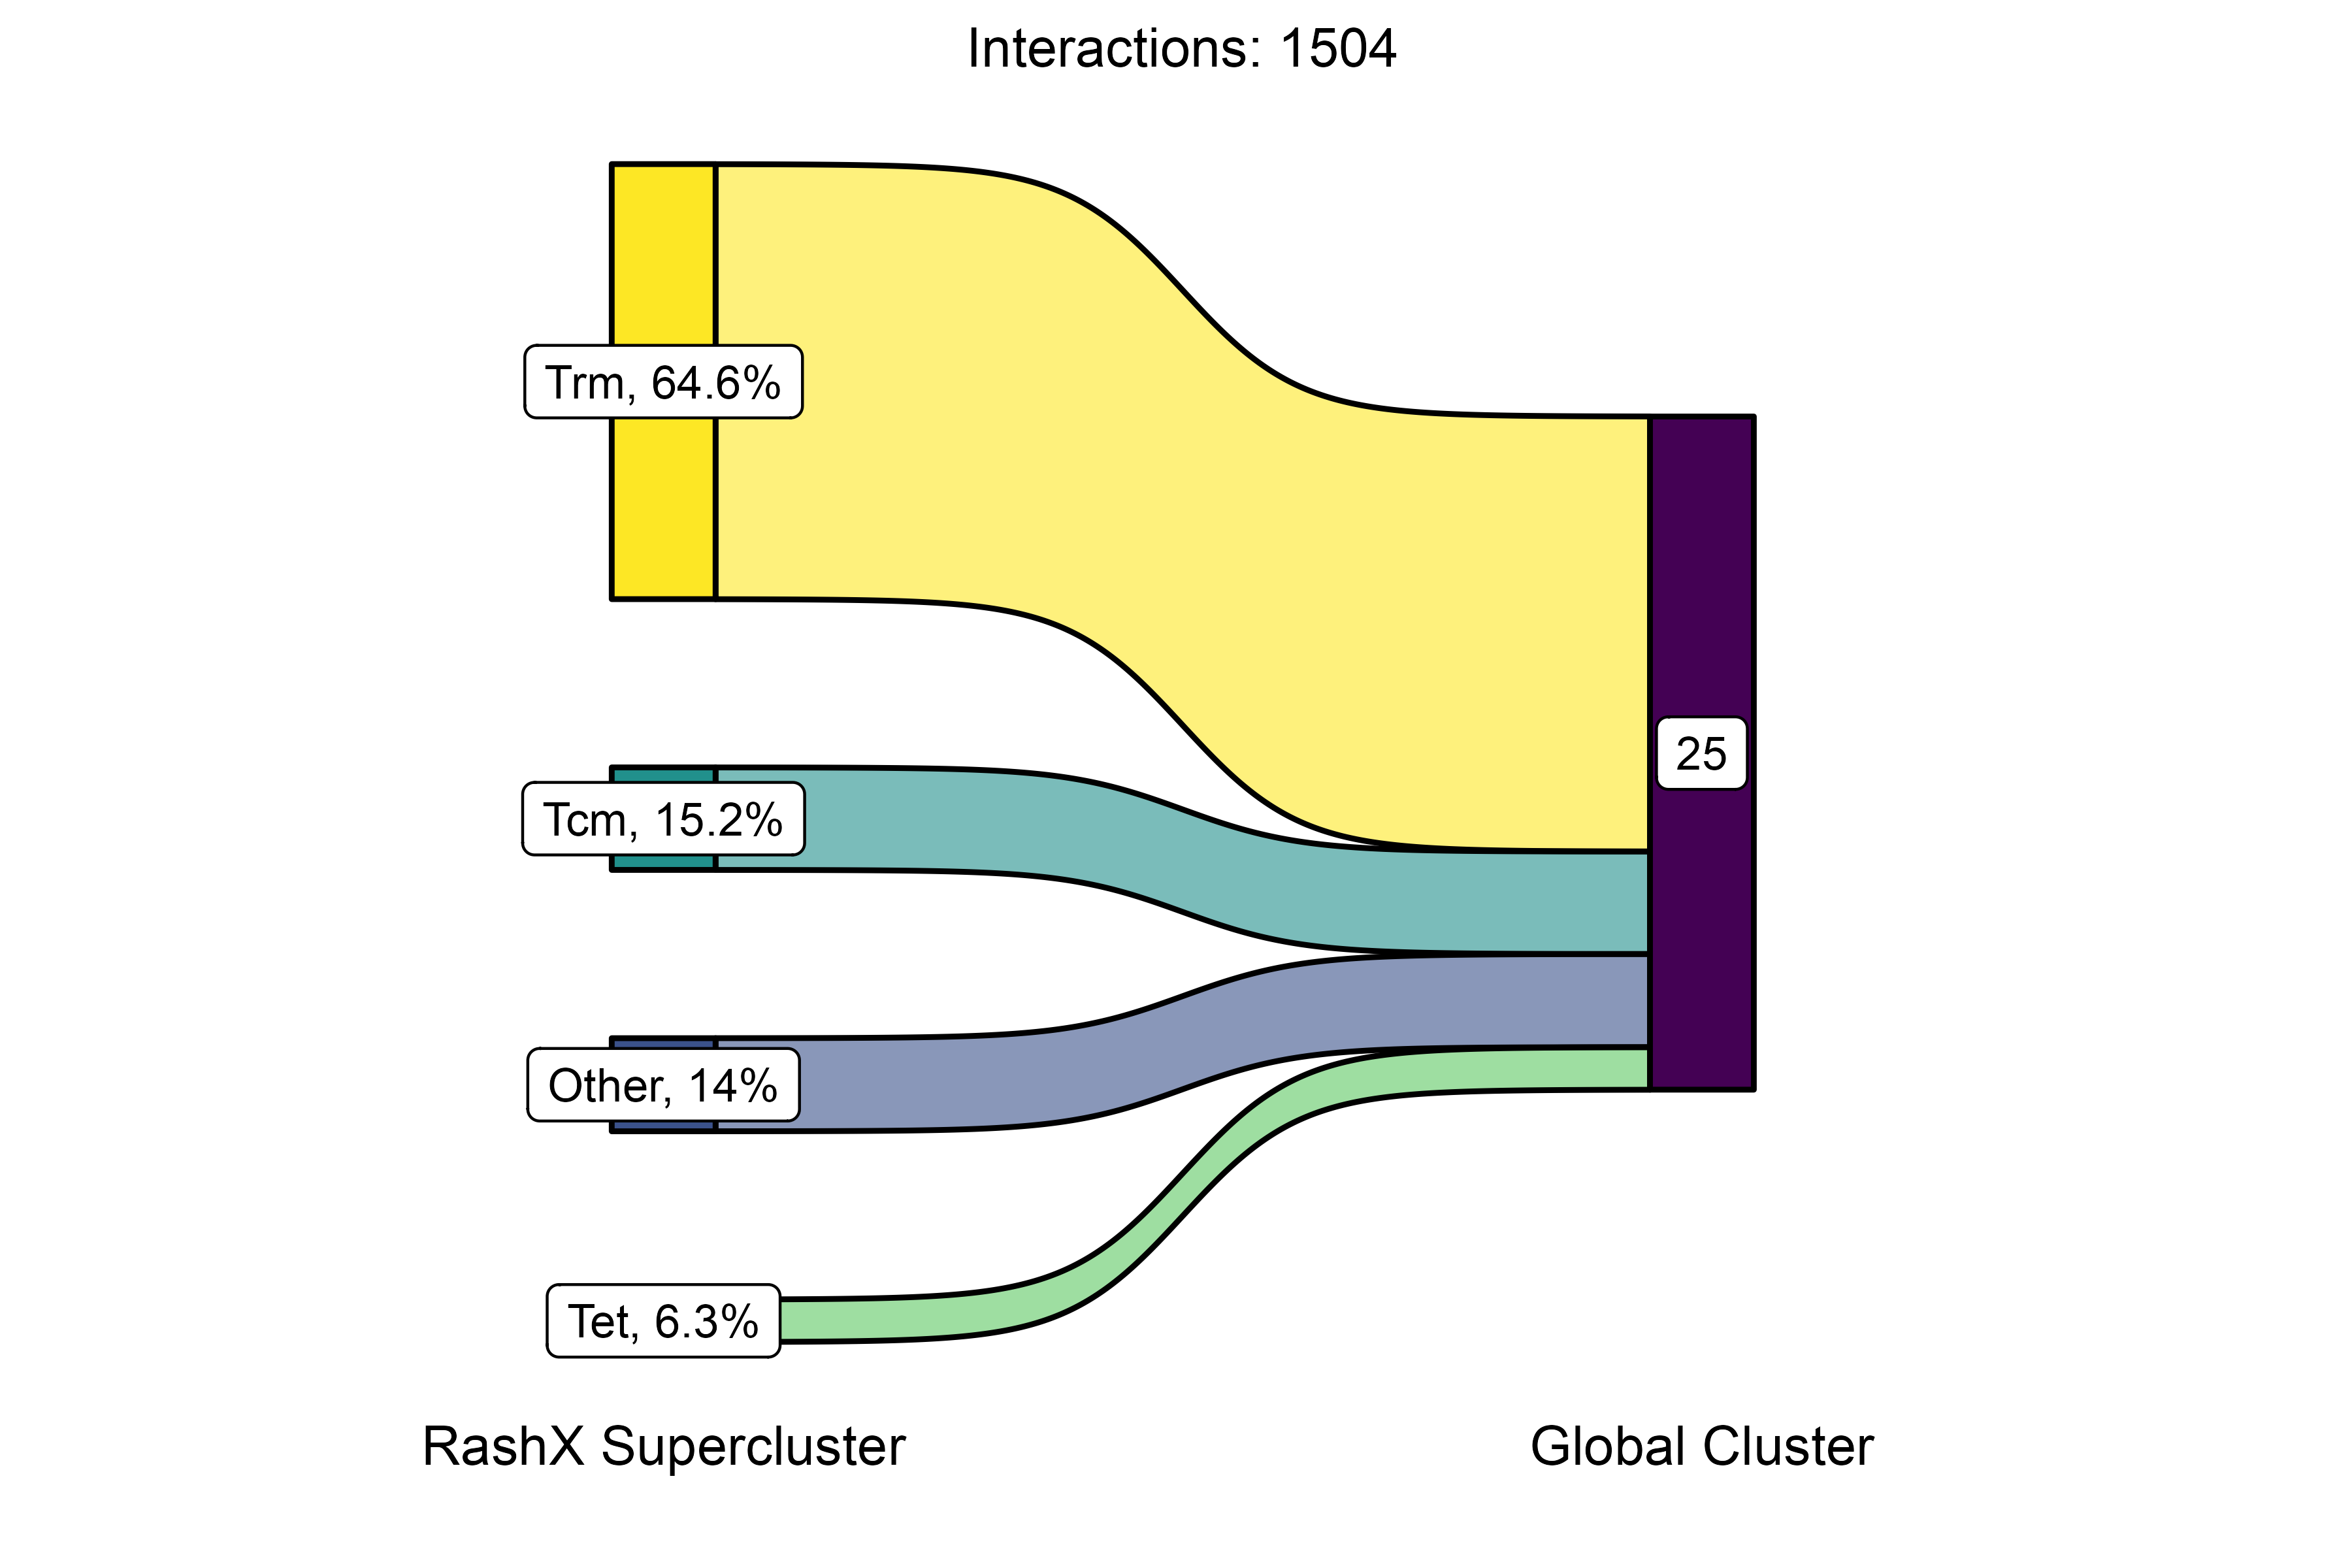 Interactions: 1504
Trm, 64.6%
25
Tcm, 15.2%
Other, 14%
Tet, 6.3%
RashX Supercluster
Global Cluster